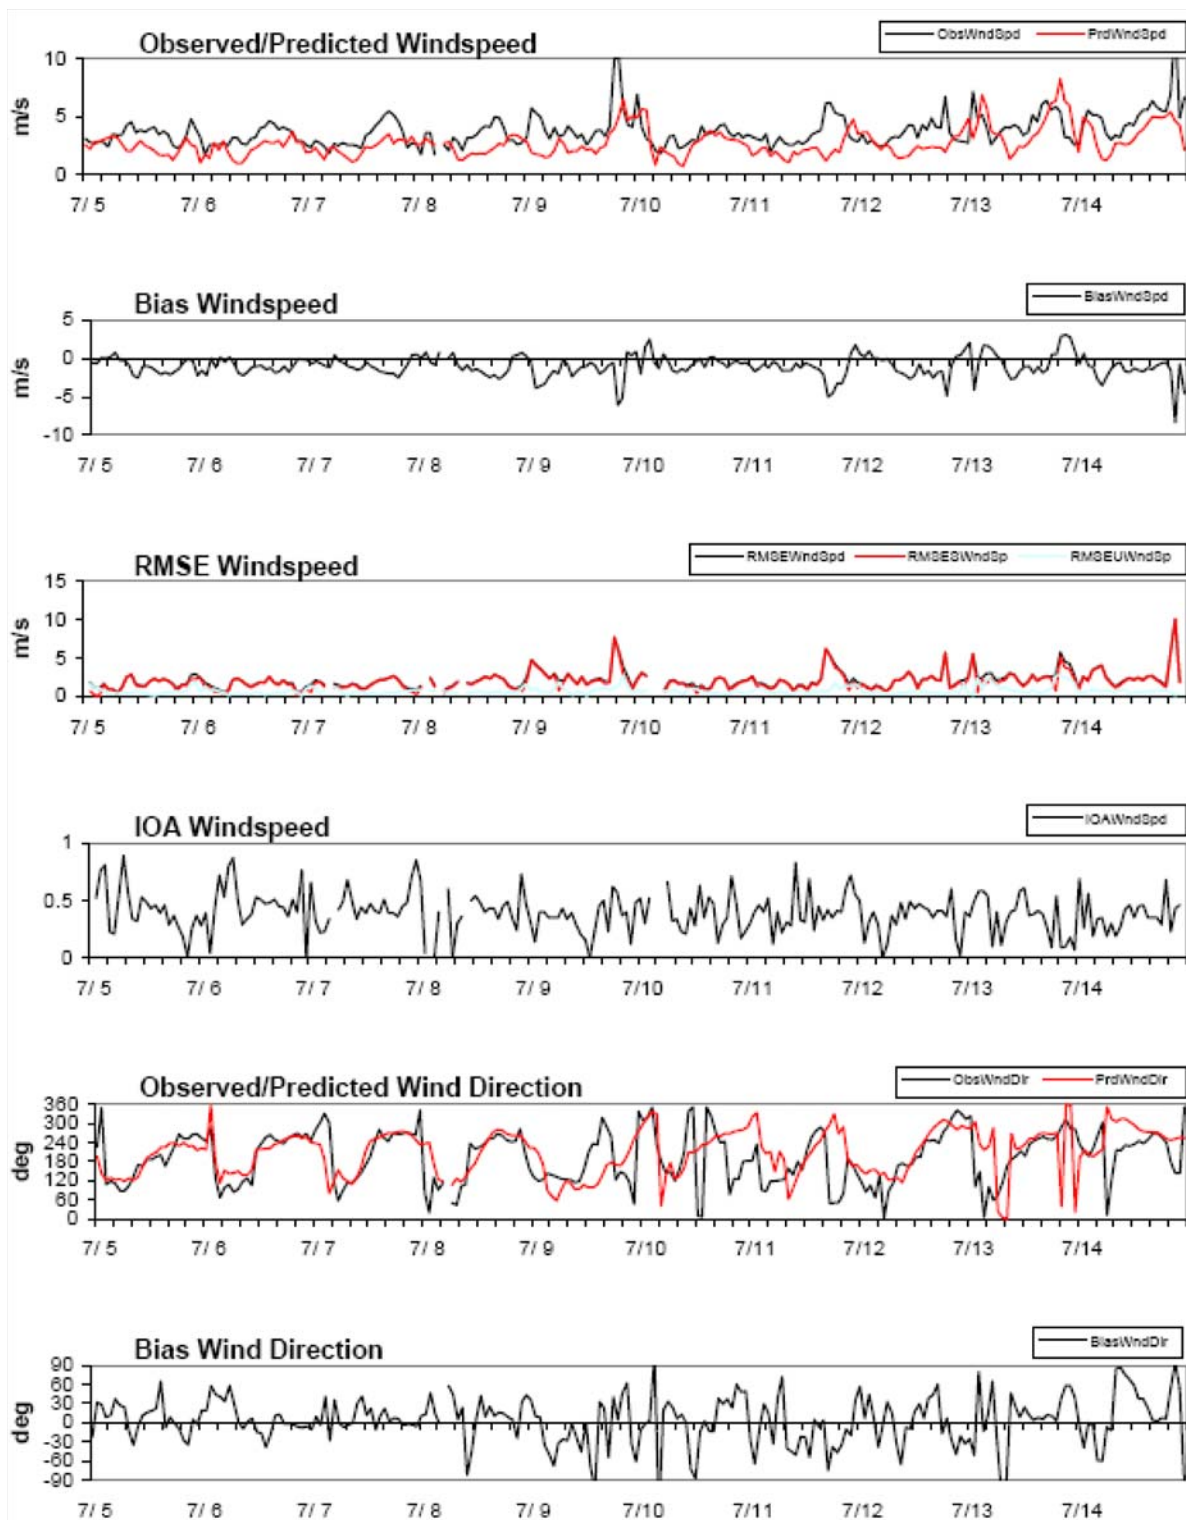 Observed/Predicted Windspeed
ObsWndSpd PrdWndSpd
10
5
0
m/s
7/ 5 7/ 6 7/ 7 7/ 8 7/ 9 7/10 7/11 7/12 7/13 7/14
Bias Windspeed
BiasWndSpd
5
0
-5
-10
m/s
7/ 5 7/ 6 7/ 7 7/ 8 7/ 9 7/10 7/11 7/12 7/13 7/14
RMSE Windspeed
RMSEWndSpd RMSESWndSp RMSEUWndSp
15
10
5
0
m/s
7/ 5 7/ 6 7/ 7 7/ 8 7/ 9 7/10 7/11 7/12 7/13 7/14
IOA Windspeed
IOAWndSpd
1
0.5
0
7/ 5 7/ 6 7/ 7 7/ 8 7/ 9 7/10 7/11 7/12 7/13 7/14
Observed/Predicted Wind Direction
ObsWndDir PrdWndDir
360
300
240
180
120
60
0
deg
7/ 5 7/ 6 7/ 7 7/ 8 7/ 9 7/10 7/11 7/12 7/13 7/14
Bias Wind Direction
BiasWndDir
90
60
30
0
-30
-60
-90
deg
7/ 5 7/ 6 7/ 7 7/ 8 7/ 9 7/10 7/11 7/12 7/13 7/14